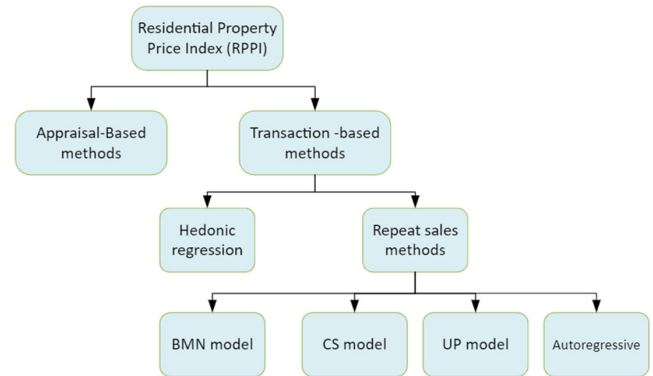 Residential Property
Price Index (RPPI)
Appraisal-Based
methods
Transaction -based
methods
Hedonic
regression
Repeat sales
methods
BMN model
CS model
UP model
Autoregressive